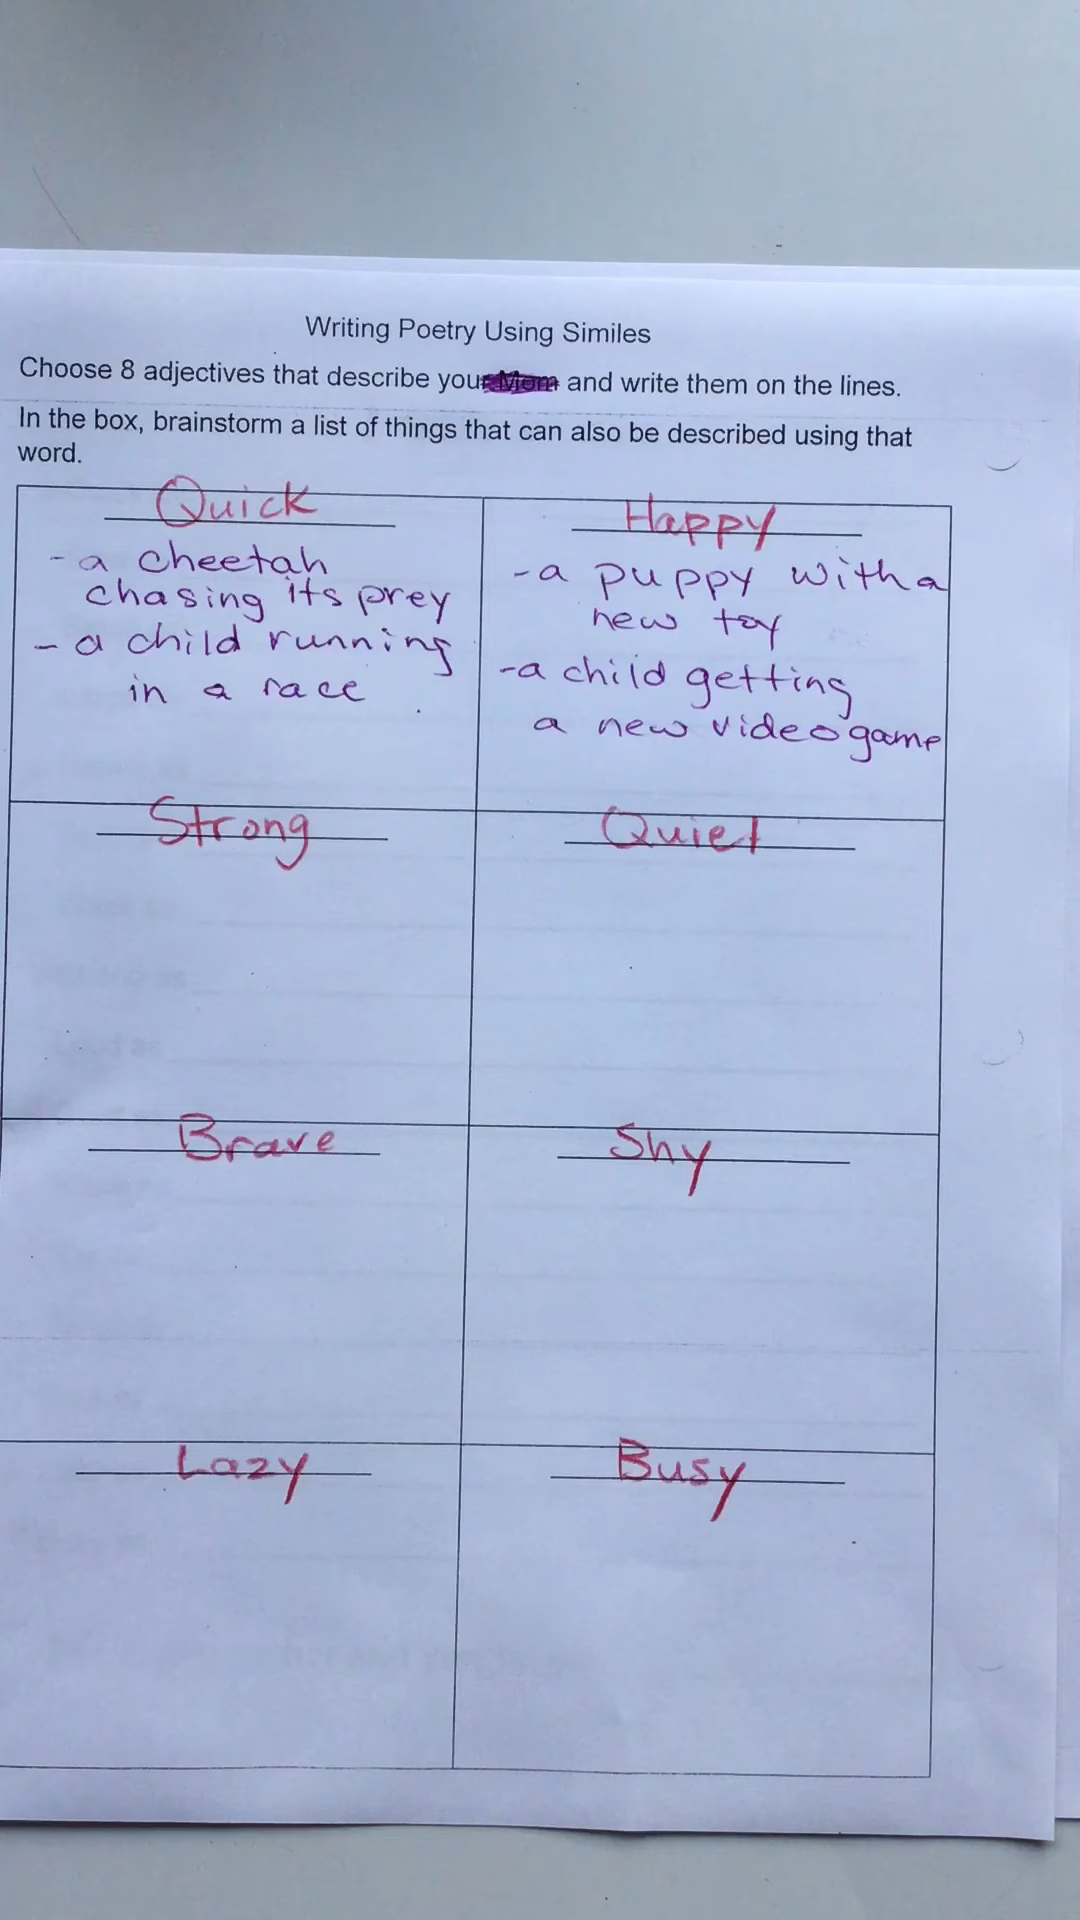 Writing Poetry Using Similes
Choose 8 adjectives that describe your Mom and write them on the lines.
In the box, brainstorm a list of things that can also be described using that
word.
Quick
- a cheetah
chasing its prey
- a child running
in a race
Happy
- a puppy with a
new toy
- a child getting
a new video game
Strong
Quiet
Brave
Shy
Lazy
Busy